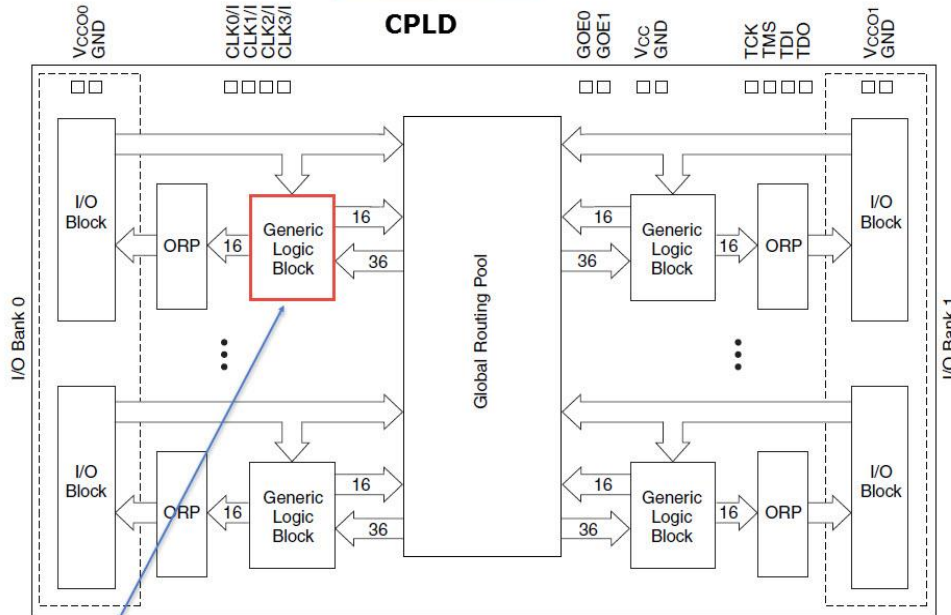 CPLD
VCCO0
GND
CLK0/I
CLK1/I
CLK2/I
CLK3/I
GOE0
GOE1
VCC
GND
TCK
TMS
TDI
TDO
VCCO1
GND
I/O Bank 0
I/O
Block
ORP
16
Generic
Logic
Block
16
36
Global Routing Pool
16
36
Generic
Logic
Block
16
ORP
I/O
Block
I/O Bank 1
I/O
Block
ORP
16
Generic
Logic
Block
16
36
16
36
Generic
Logic
Block
16
ORP
I/O
Block